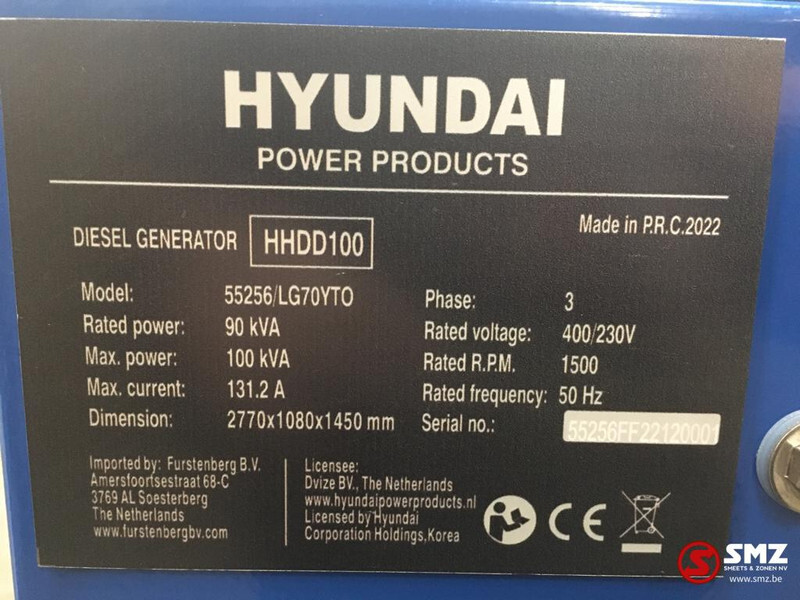 HYUNDAI
POWER PRODUCTS
DIESEL GENERATOR HHDD100 Made in P.R.C.2022
Model: 55256/LG70YTO
Rated power: 90 kVA
Max. power: 100 kVA
Max. current: 131.2 A
Dimension: 2770x1080x1450 mm
Phase: 3
Rated voltage: 400/230V
Rated R.P.M. 1500
Rated frequency: 50 Hz
Serial no.: 55256FF22120001
Imported by: Furstenberg B.V.
Amersfoortsestraat 68-C
3769 AL Soesterberg
The Netherlands
www.furstenbergbv.com
Licensee:
Dvize BV., The Netherlands
www.hyundaipowerproducts.nl
Licensed by Hyundai
Corporation Holdings,Korea
CE
SMZ
SMEETS & ZONEN NV
www.smz.be